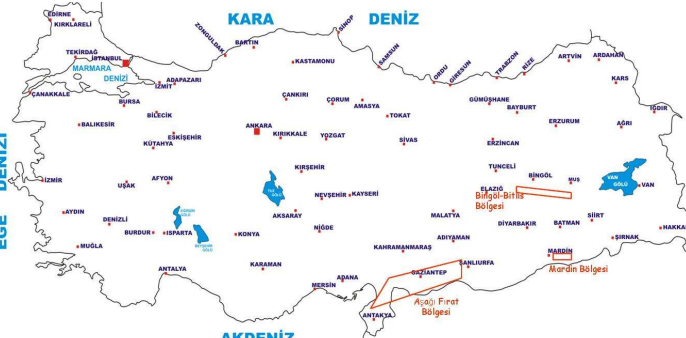 KARA DENİZ
EDİRNE
KIRKLARELİ
TEKİRDAĞ
İSTANBUL
MARMARA
DENİZİ
İZMİT
ADAPAZARI
ZONGULDAK
BARTIN
KASTAMONU
SİNOP
SAMSUN
ORDU
GİRESUN
TRABZON
RİZE
ARTVİN
ARDAHAN
KARS
IĞDIR
ÇANAKKALE
BURSA
BİLECİK
BALIKESİR
ESKİŞEHİR
KÜTAHYA
ANKARA
ÇANKIRI
ÇORUM
AMASYA
TOKAT
KIRIKKALE
YOZGAT
SİVAS
GÜMÜŞHANE
BAYBURT
ERZURUM
AĞRI
ERZİNCAN
EGE DENİZİ
İZMİR
UŞAK
AFYON
KIRŞEHİR
TUZ
GÖLÜ
NEVŞEHİR
KAYSERİ
TUNCELİ
BİNGÖL
MUŞ
ELAZIĞ
Bingöl-Bitlis
Bölgesi
VAN
GÖLÜ
VAN
AYDIN
DENİZLİ
BURDUR
ISPARTA
MUĞLA
AKSARAY
KONYA
NİĞDE
MALATYA
ADIYAMAN
KAHRAMANMARAŞ
DİYARBAKIR
BATMAN
SİİRT
ŞIRNAK
HAKKA
MARDİN
Mardin Bölgesi
ANTALYA
KARAMAN
MERSİN
ADANA
GAZİANTEP
ŞANLIURFA
Aşağı Fırat
Bölgesi
ANTAKYA
AKDENİZ